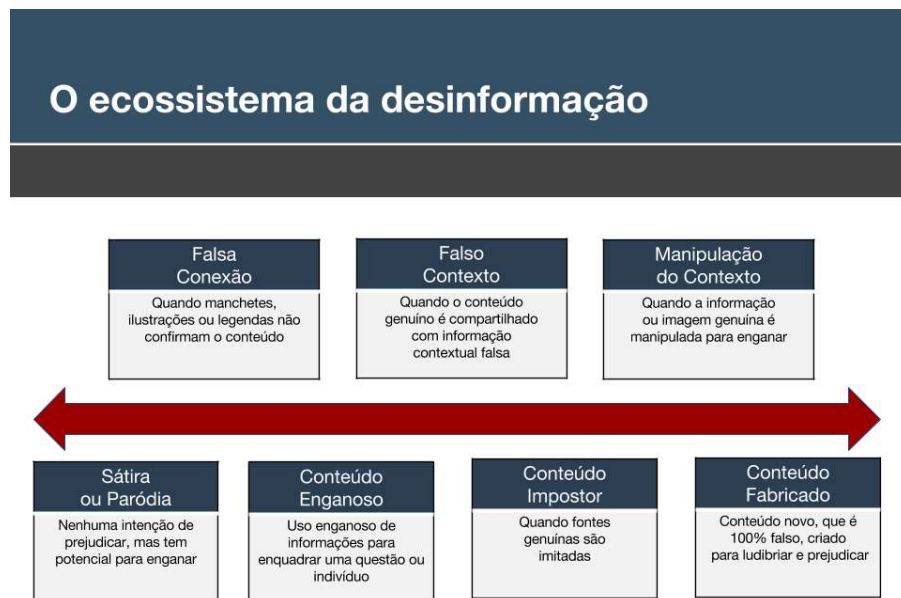 O ecossistema da desinformação
Falsa
Conexão
Quando manchetes,
ilustrações ou legendas não
confirmam o conteúdo
Falso
Contexto
Quando o conteúdo
genuíno é compartilhado
com informação
contextual falsa
Manipulação
do Contexto
Quando a informação
ou imagem genuína é
manipulada para enganar
Sátira
ou Paródia
Nenhuma intenção de
prejudicar, mas tem
potencial para enganar
Conteúdo
Enganoso
Uso enganoso de
informações para
enquadrar uma questão ou
indivíduo
Conteúdo
Impostor
Quando fontes
genuínas são
imitadas
Conteúdo
Fabricado
Conteúdo novo, que é
100% falso, criado
para ludibriar e prejudicar